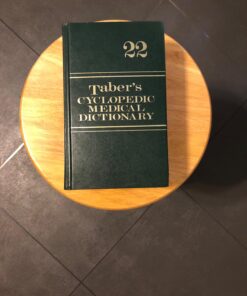 22
Taber's
CYCLOPEDIC
MEDICAL
DICTIONARY